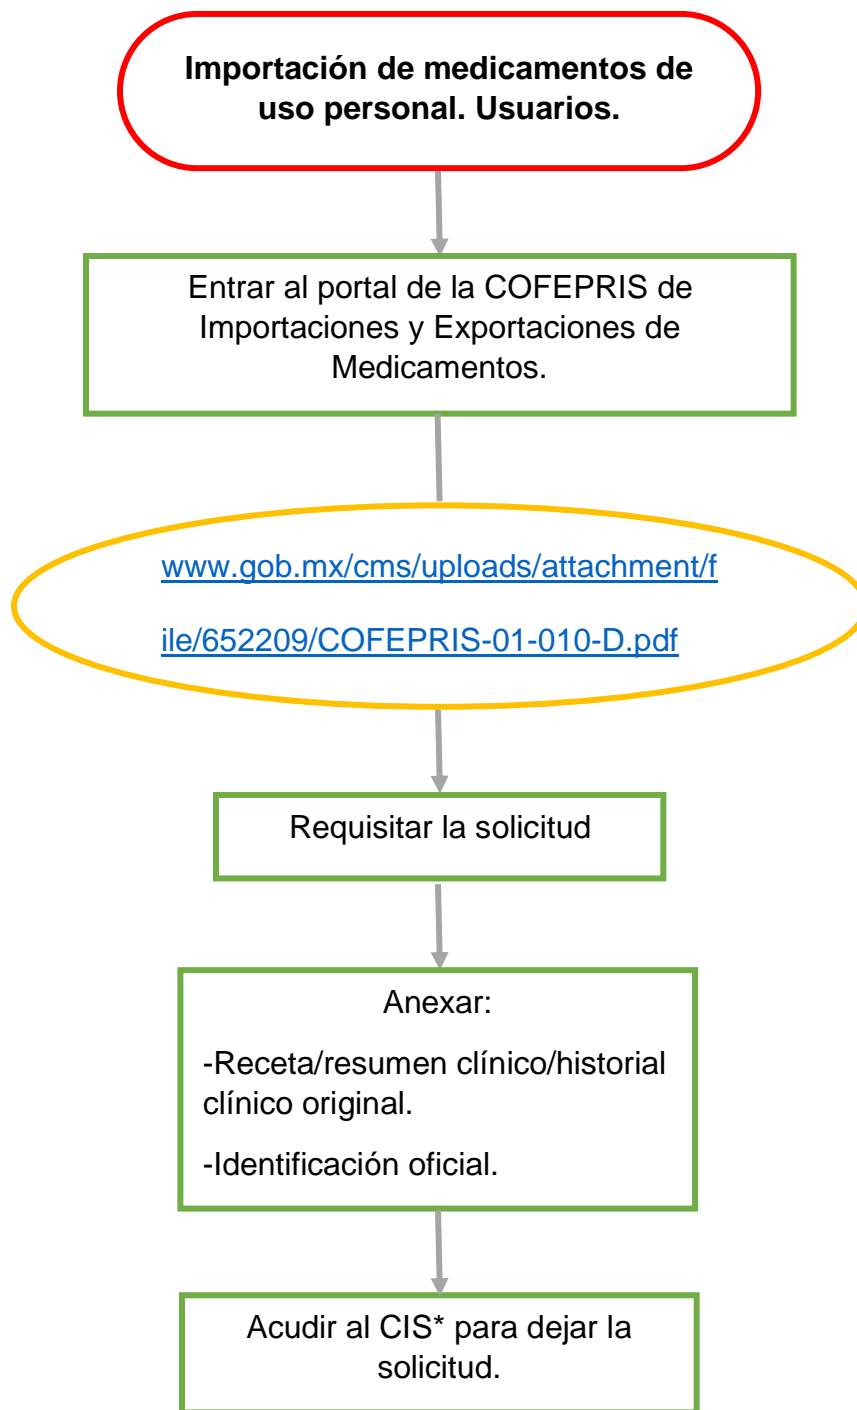 Importación de medicamentos de
uso personal. Usuarios.
Entrar al portal de la COFEPRIS de
Importaciones y Exportaciones de
Medicamentos.
www.gob.mx/cms/uploads/attachment/f
ile/652209/COFEPRIS-01-010-D.pdf
Requisitar la solicitud
Anexar:
-Receta/resumen clínico/historial
clínico original.
-Identificación oficial.
Acudir al CIS* para dejar la
solicitud.